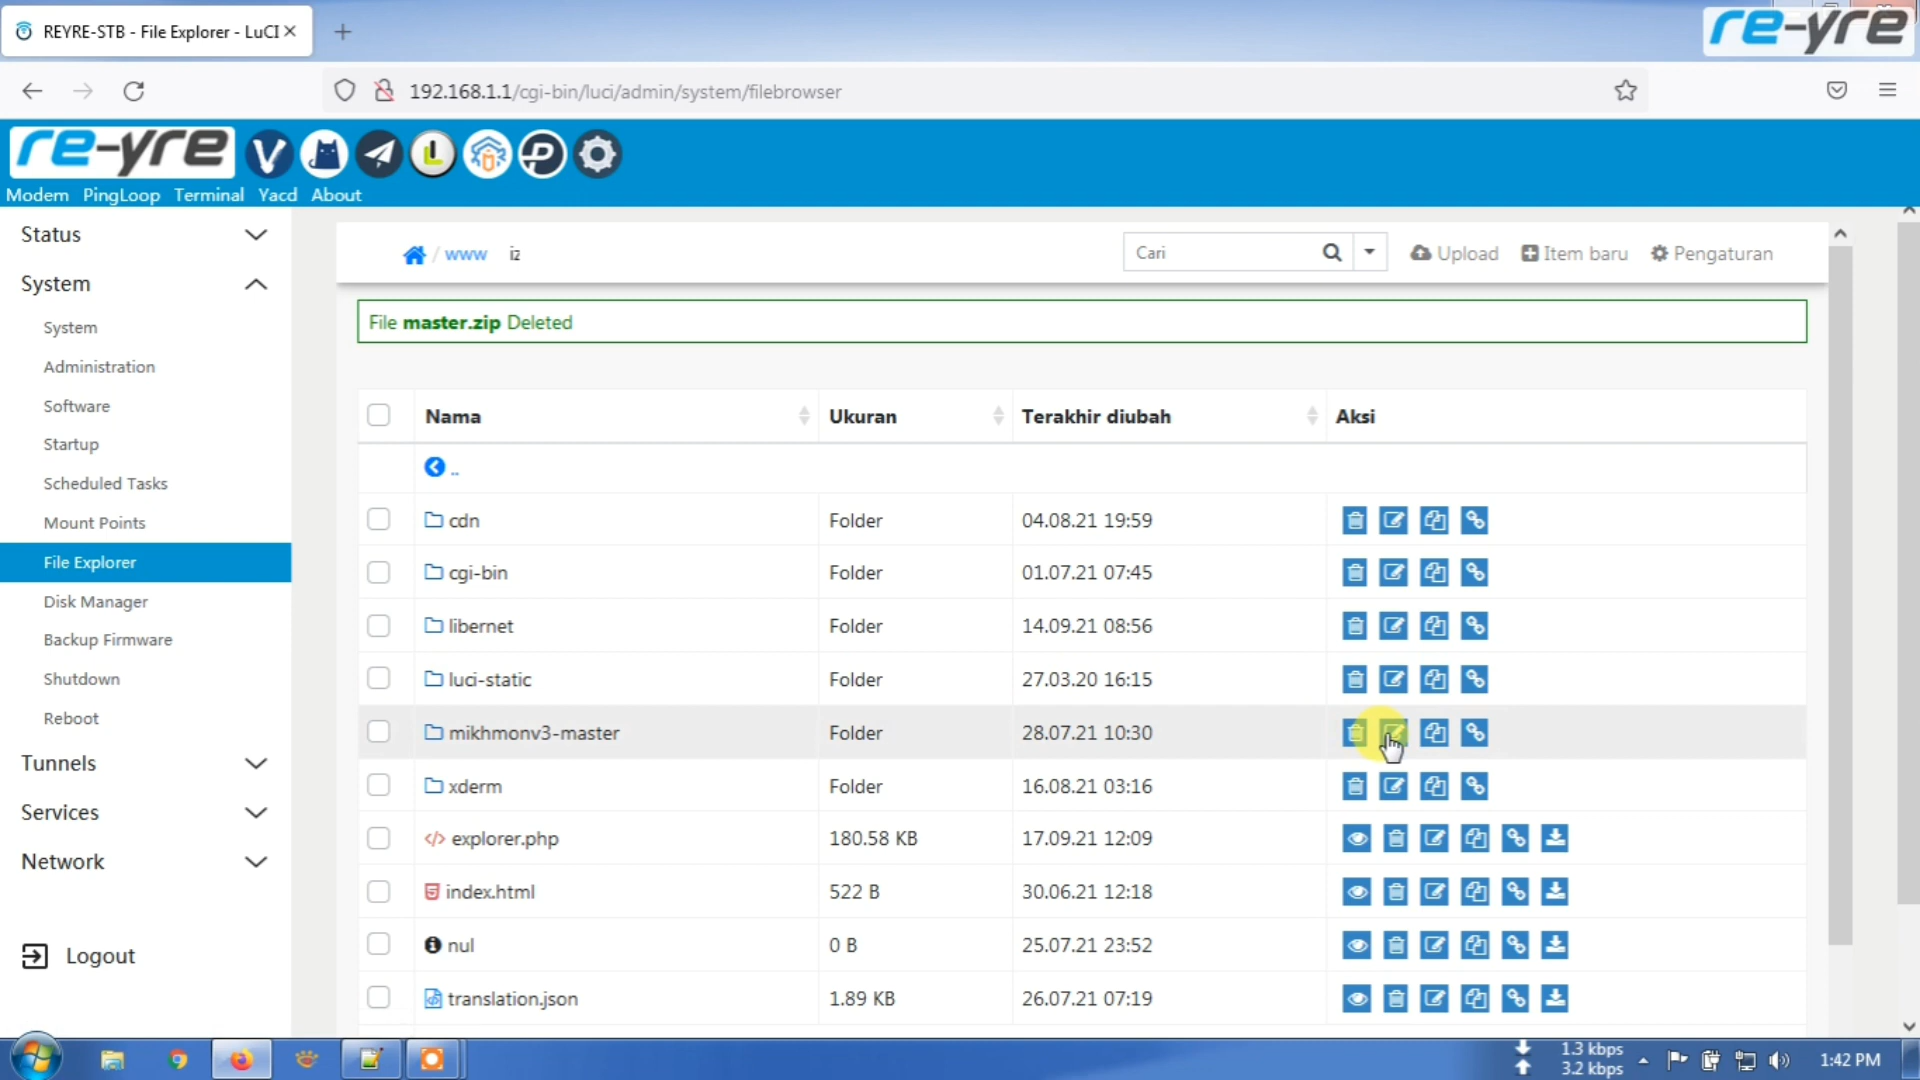 REYRE-STB - File Explorer - LuCI
re-yre
192.168.1.1/cgi-bin/luci/admin/system/filebrowser
re-yre
Modem PingLoop Terminal Yacd About
Status
System
System
Administration
Software
Startup
Scheduled Tasks
Mount Points
File Explorer
Disk Manager
Backup Firmware
Shutdown
Reboot
Tunnels
Services
Network
Logout
/ www iz
Cari
Upload
Item baru
Pengaturan
File master.zip Deleted
Nama Ukuran Terakhir diubah Aksi
..
cdn Folder 04.08.21 19:59
cgi-bin Folder 01.07.21 07:45
libernet Folder 14.09.21 08:56
luci-static Folder 27.03.20 16:15
mikhmonv3-master Folder 28.07.21 10:30
xderm Folder 16.08.21 03:16
explorer.php 180.58 KB 17.09.21 12:09
index.html 522 B 30.06.21 12:18
nul 0 B 25.07.21 23:52
translation.json 1.89 KB 26.07.21 07:19
1.3 kbps
3.2 kbps
1:42 PM